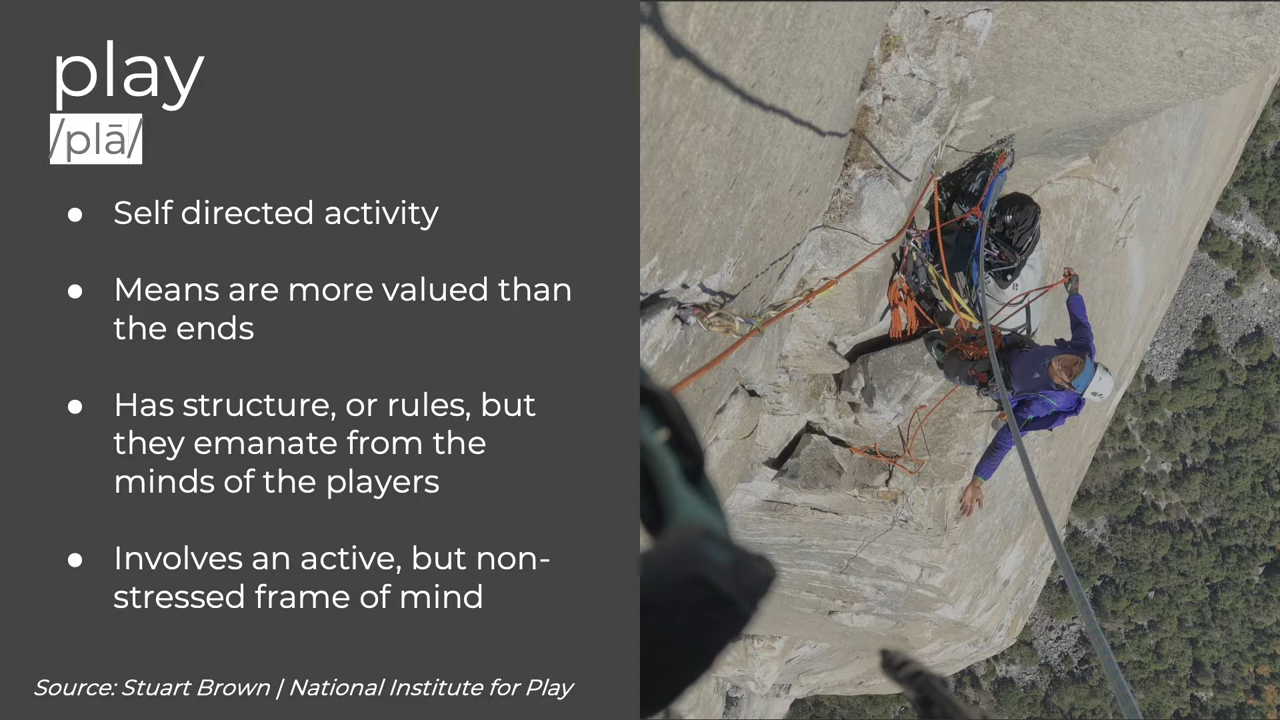 play
/plā/
● Self directed activity
● Means are more valued than
the ends
● Has structure, or rules, but
they emanate from the
minds of the players
● Involves an active, but non-
stressed frame of mind
Source: Stuart Brown | National Institute for Play